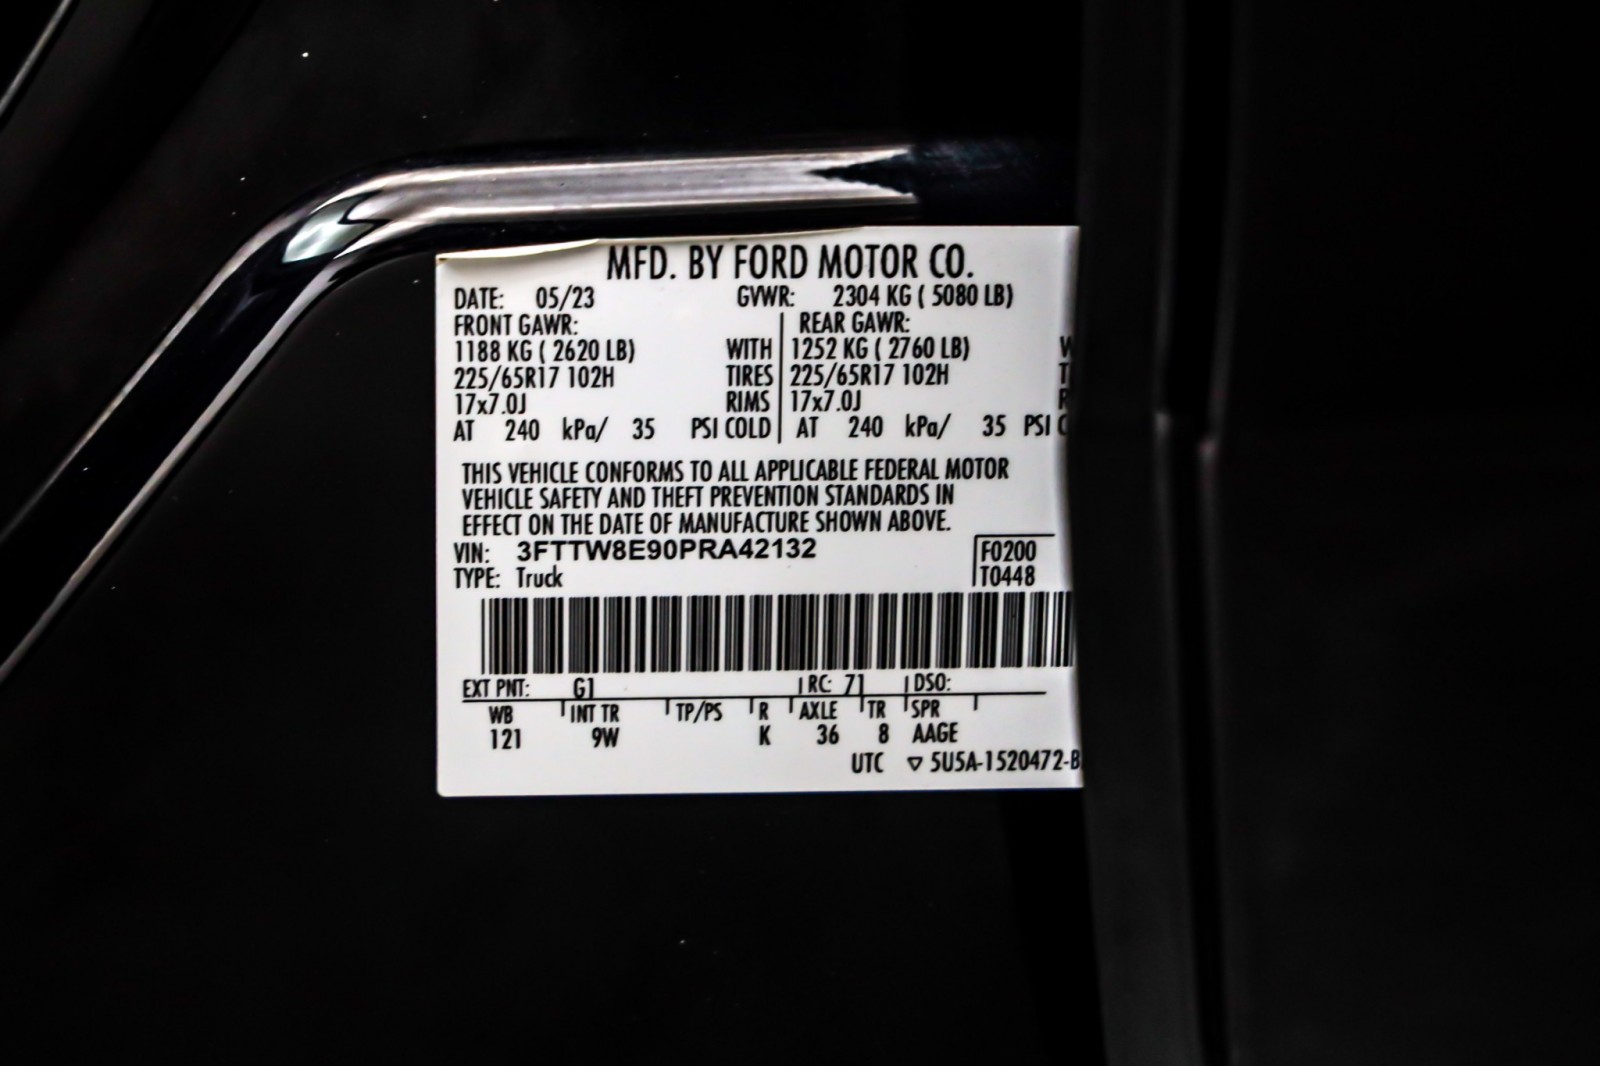 MFD. BY FORD MOTOR CO.
DATE: 05/23 GVWR: 2304 KG ( 5080 LB)
FRONT GAWR: REAR GAWR:
1188 KG ( 2620 LB) WITH 1252 KG ( 2760 LB)
225/65R17 102H TIRES 225/65R17 102H
17x7.0J RIMS 17x7.0J
AT 240 kPa/ 35 PSI COLD AT 240 kPa/ 35 PSI
THIS VEHICLE CONFORMS TO ALL APPLICABLE FEDERAL MOTOR
VEHICLE SAFETY AND THEFT PREVENTION STANDARDS IN
EFFECT ON THE DATE OF MANUFACTURE SHOWN ABOVE.
VIN: 3FTTW8E90PRA42132 F0200
TYPE: Truck T0448
EXT PNT: G1 RC: 71 DSO:
WB INT TR TP/PS R AXLE TR SPR
121 9W K 36 8 AAGE
UTC ▽ 5U5A-1520472-B